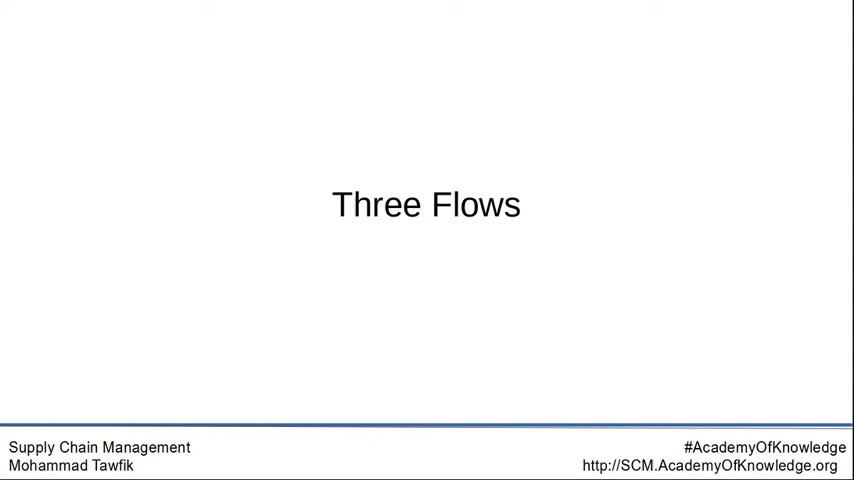 Three Flows
Supply Chain Management
Mohammad Tawfik
#AcademyOfKnowledge
http://SCM.AcademyOfKnowledge.org